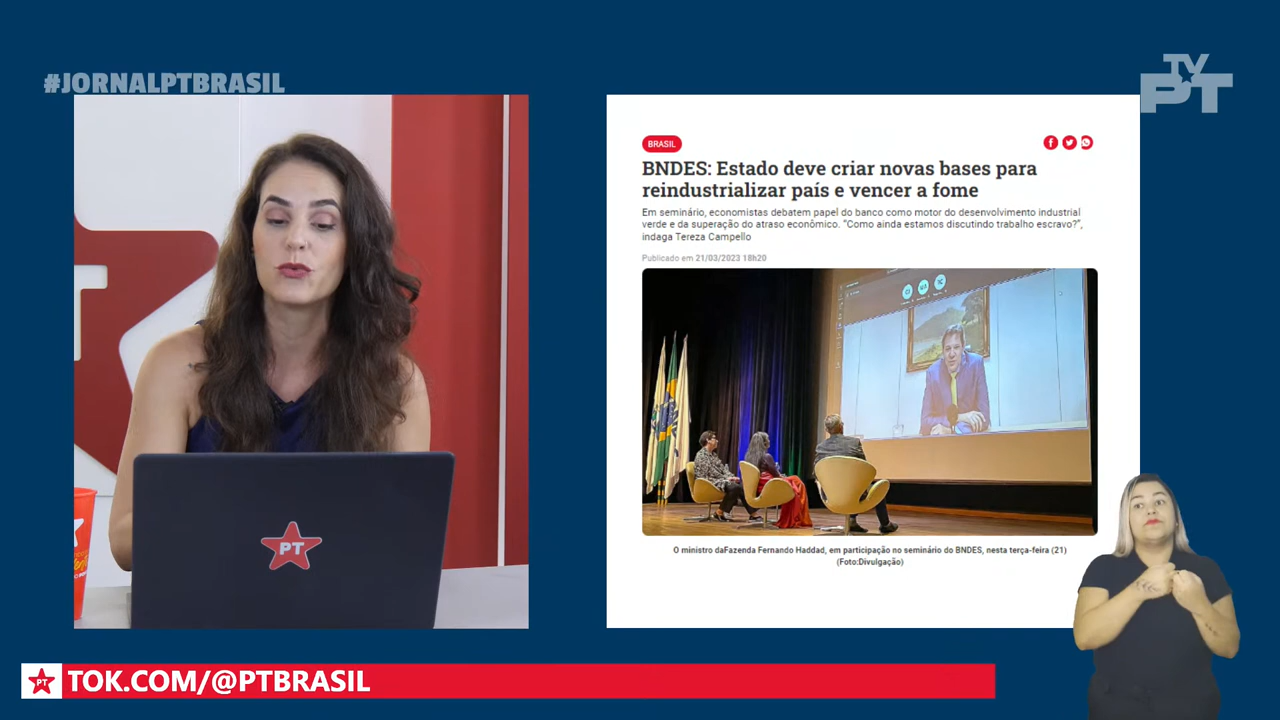 #JORNALPTBRASIL
TV
PT
BRASIL
BNDES: Estado deve criar novas bases para
reindustrializar país e vencer a fome
Em seminário, economistas debatem papel do banco como motor do desenvolvimento industrial
verde e da superação do atraso econômico. “Como ainda estamos discutindo trabalho escravo?”,
indaga Tereza Campello
Publicado em 21/03/2023 18h20
O ministro daFazenda Fernando Haddad, em participação no seminário do BNDES, nesta terça-feira (21)
(Foto:Divulgação)
PT
PT
TOK.COM/@PTBRASIL